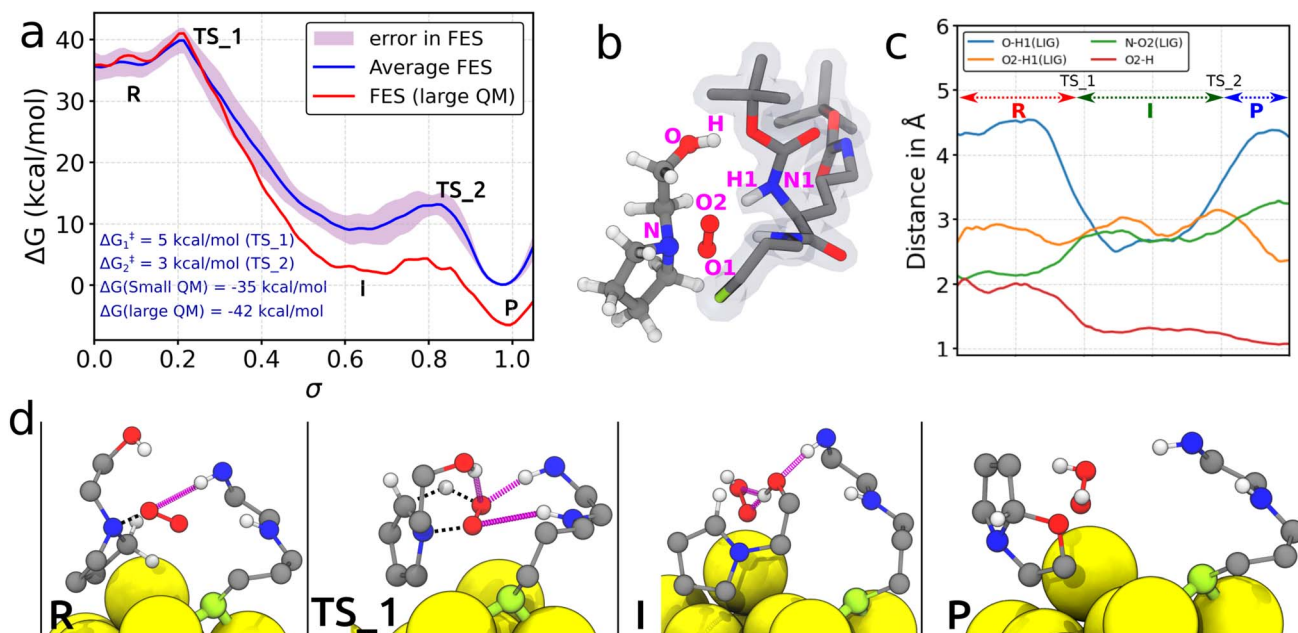 a
40
30
20
10
0
ΔG (kcal/mol)
0.0 0.2 0.4 0.6 0.8 1.0
σ
error in FES
Average FES
FES (large QM)
R
TS_1
TS_2
I
P
ΔG₁‡ = 5 kcal/mol (TS_1)
ΔG₂‡ = 3 kcal/mol (TS_2)
ΔG(Small QM) = -35 kcal/mol
ΔG(large QM) = -42 kcal/mol
b
O H
H1 N1
O2
N
O1
c
6
5
4
3
2
1
Distance in Å
O-H1(LIG) N-O2(LIG)
O2-H1(LIG) O2-H
TS_1 TS_2
R I P
d
R TS_1 I P